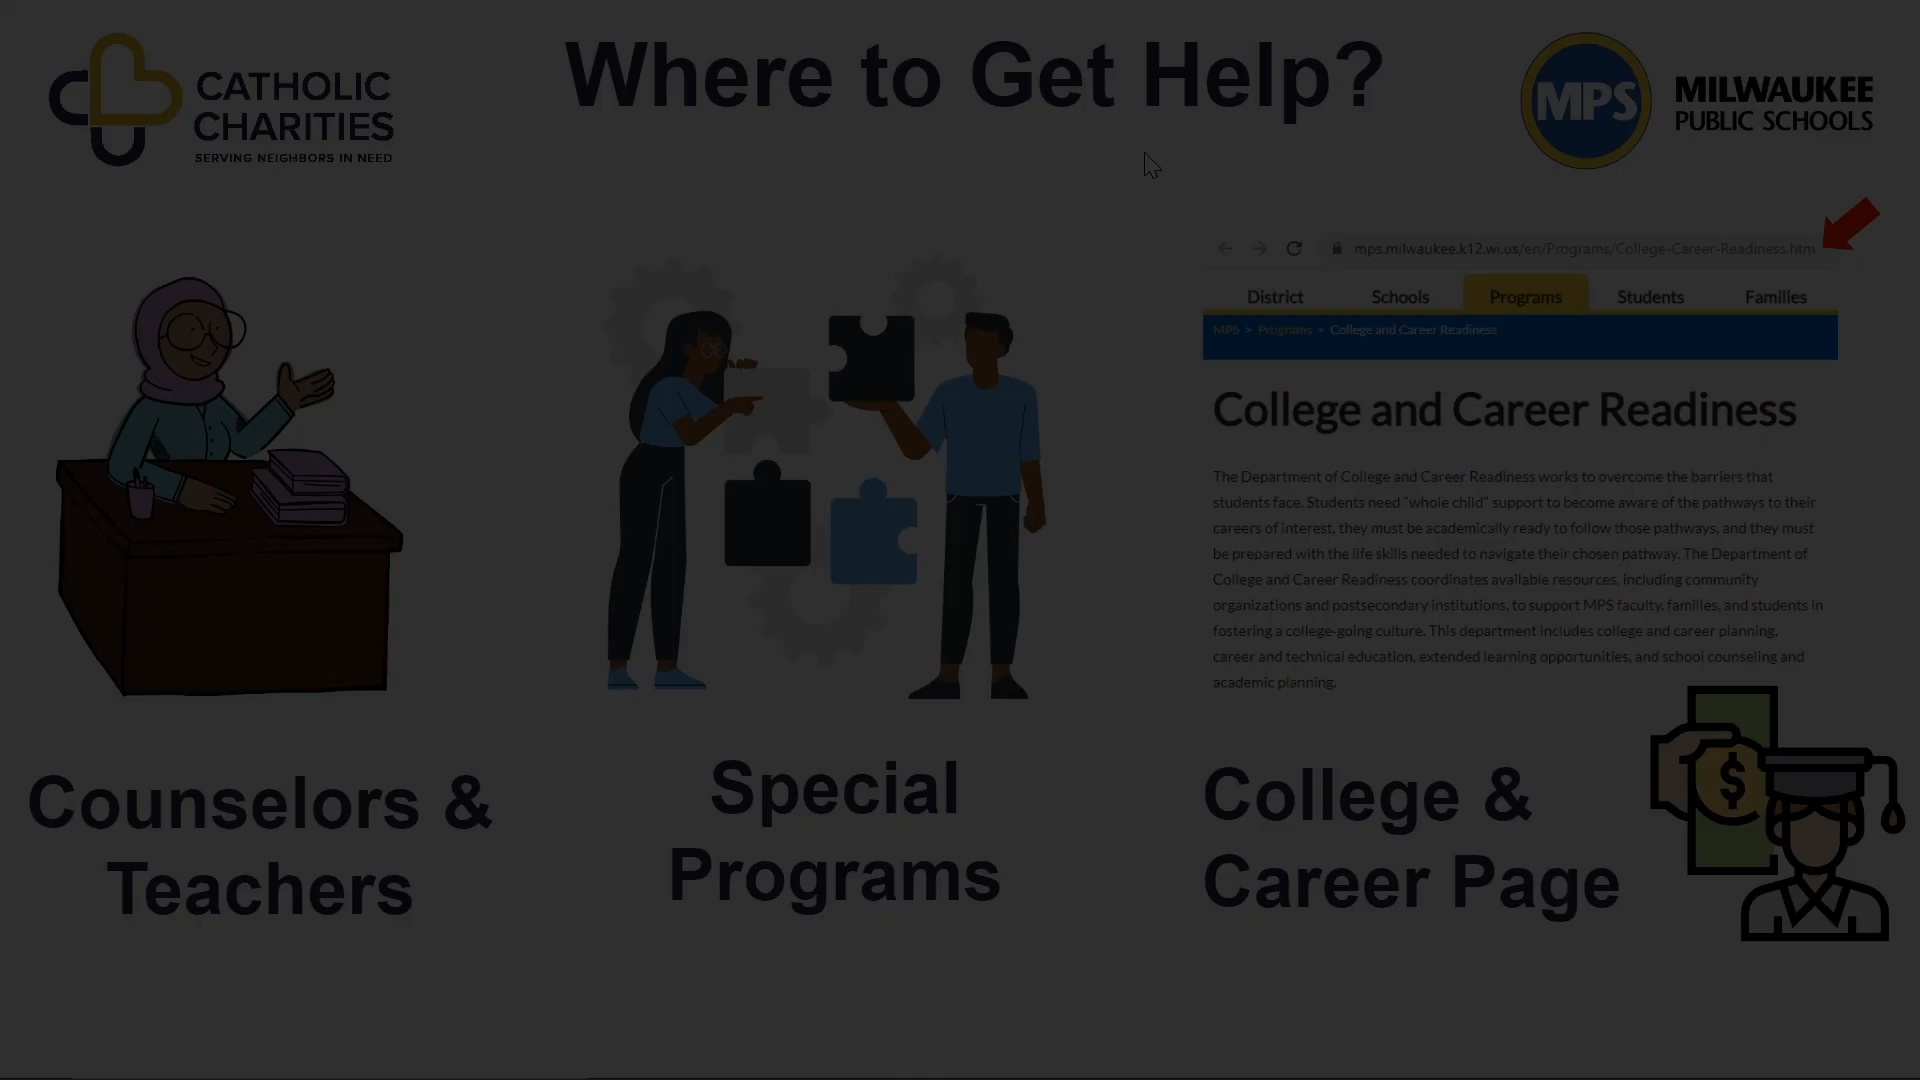 CATHOLIC
CHARITIES
SERVING NEIGHBORS IN NEED
Where to Get Help?
MPS
MILWAUKEE
PUBLIC SCHOOLS
mps.milwaukee.k12.wi.us/en/Programs/College-Career-Readiness.htm
District Schools Programs Students Families
MPS > Programs > College and Career Readiness
College and Career Readiness
The Department of College and Career Readiness works to overcome the barriers that
students face. Students need "whole child" support to become aware of the pathways to their
careers of interest, they must be academically ready to follow those pathways, and they must
be prepared with the life skills needed to navigate their chosen pathway. The Department of
College and Career Readiness coordinates available resources, including community
organizations and postsecondary institutions, to support MPS faculty, families, and students in
fostering a college-going culture. This department includes college and career planning,
career and technical education, extended learning opportunities, and school counseling and
academic planning.
$
Counselors &
Teachers
Special
Programs
College &
Career Page